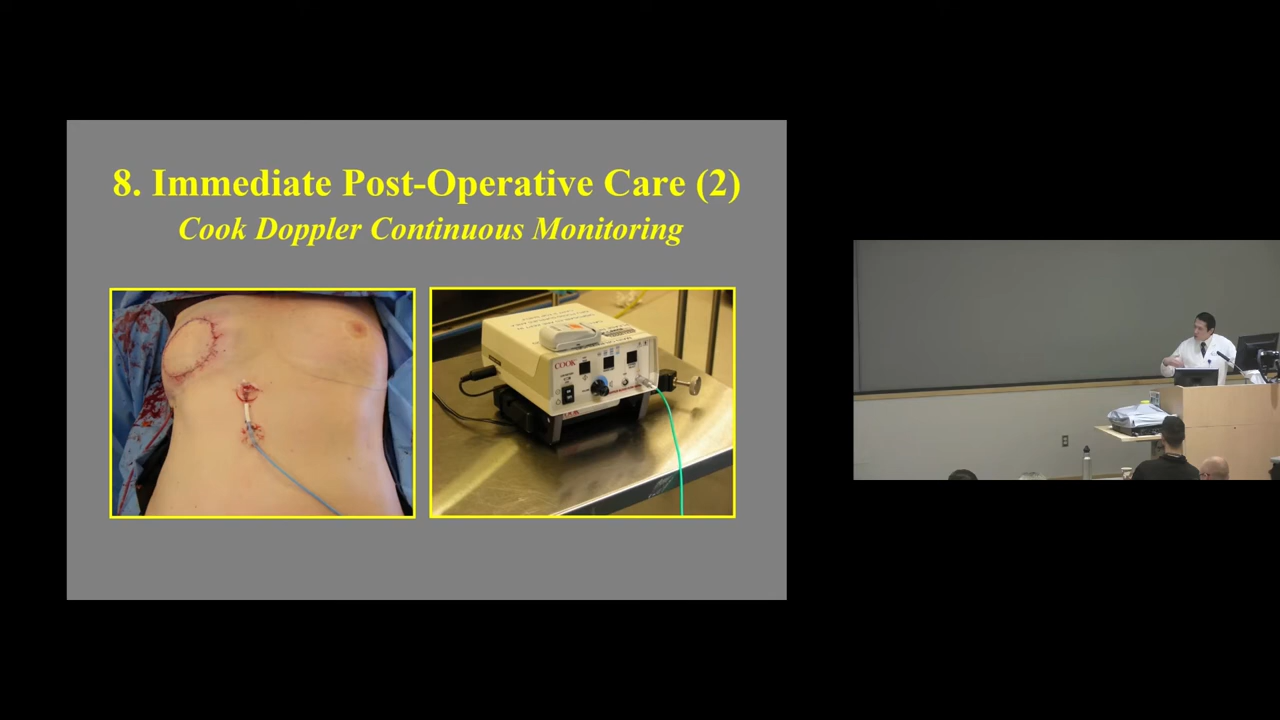 8. Immediate Post-Operative Care (2)
Cook Doppler Continuous Monitoring
COOK